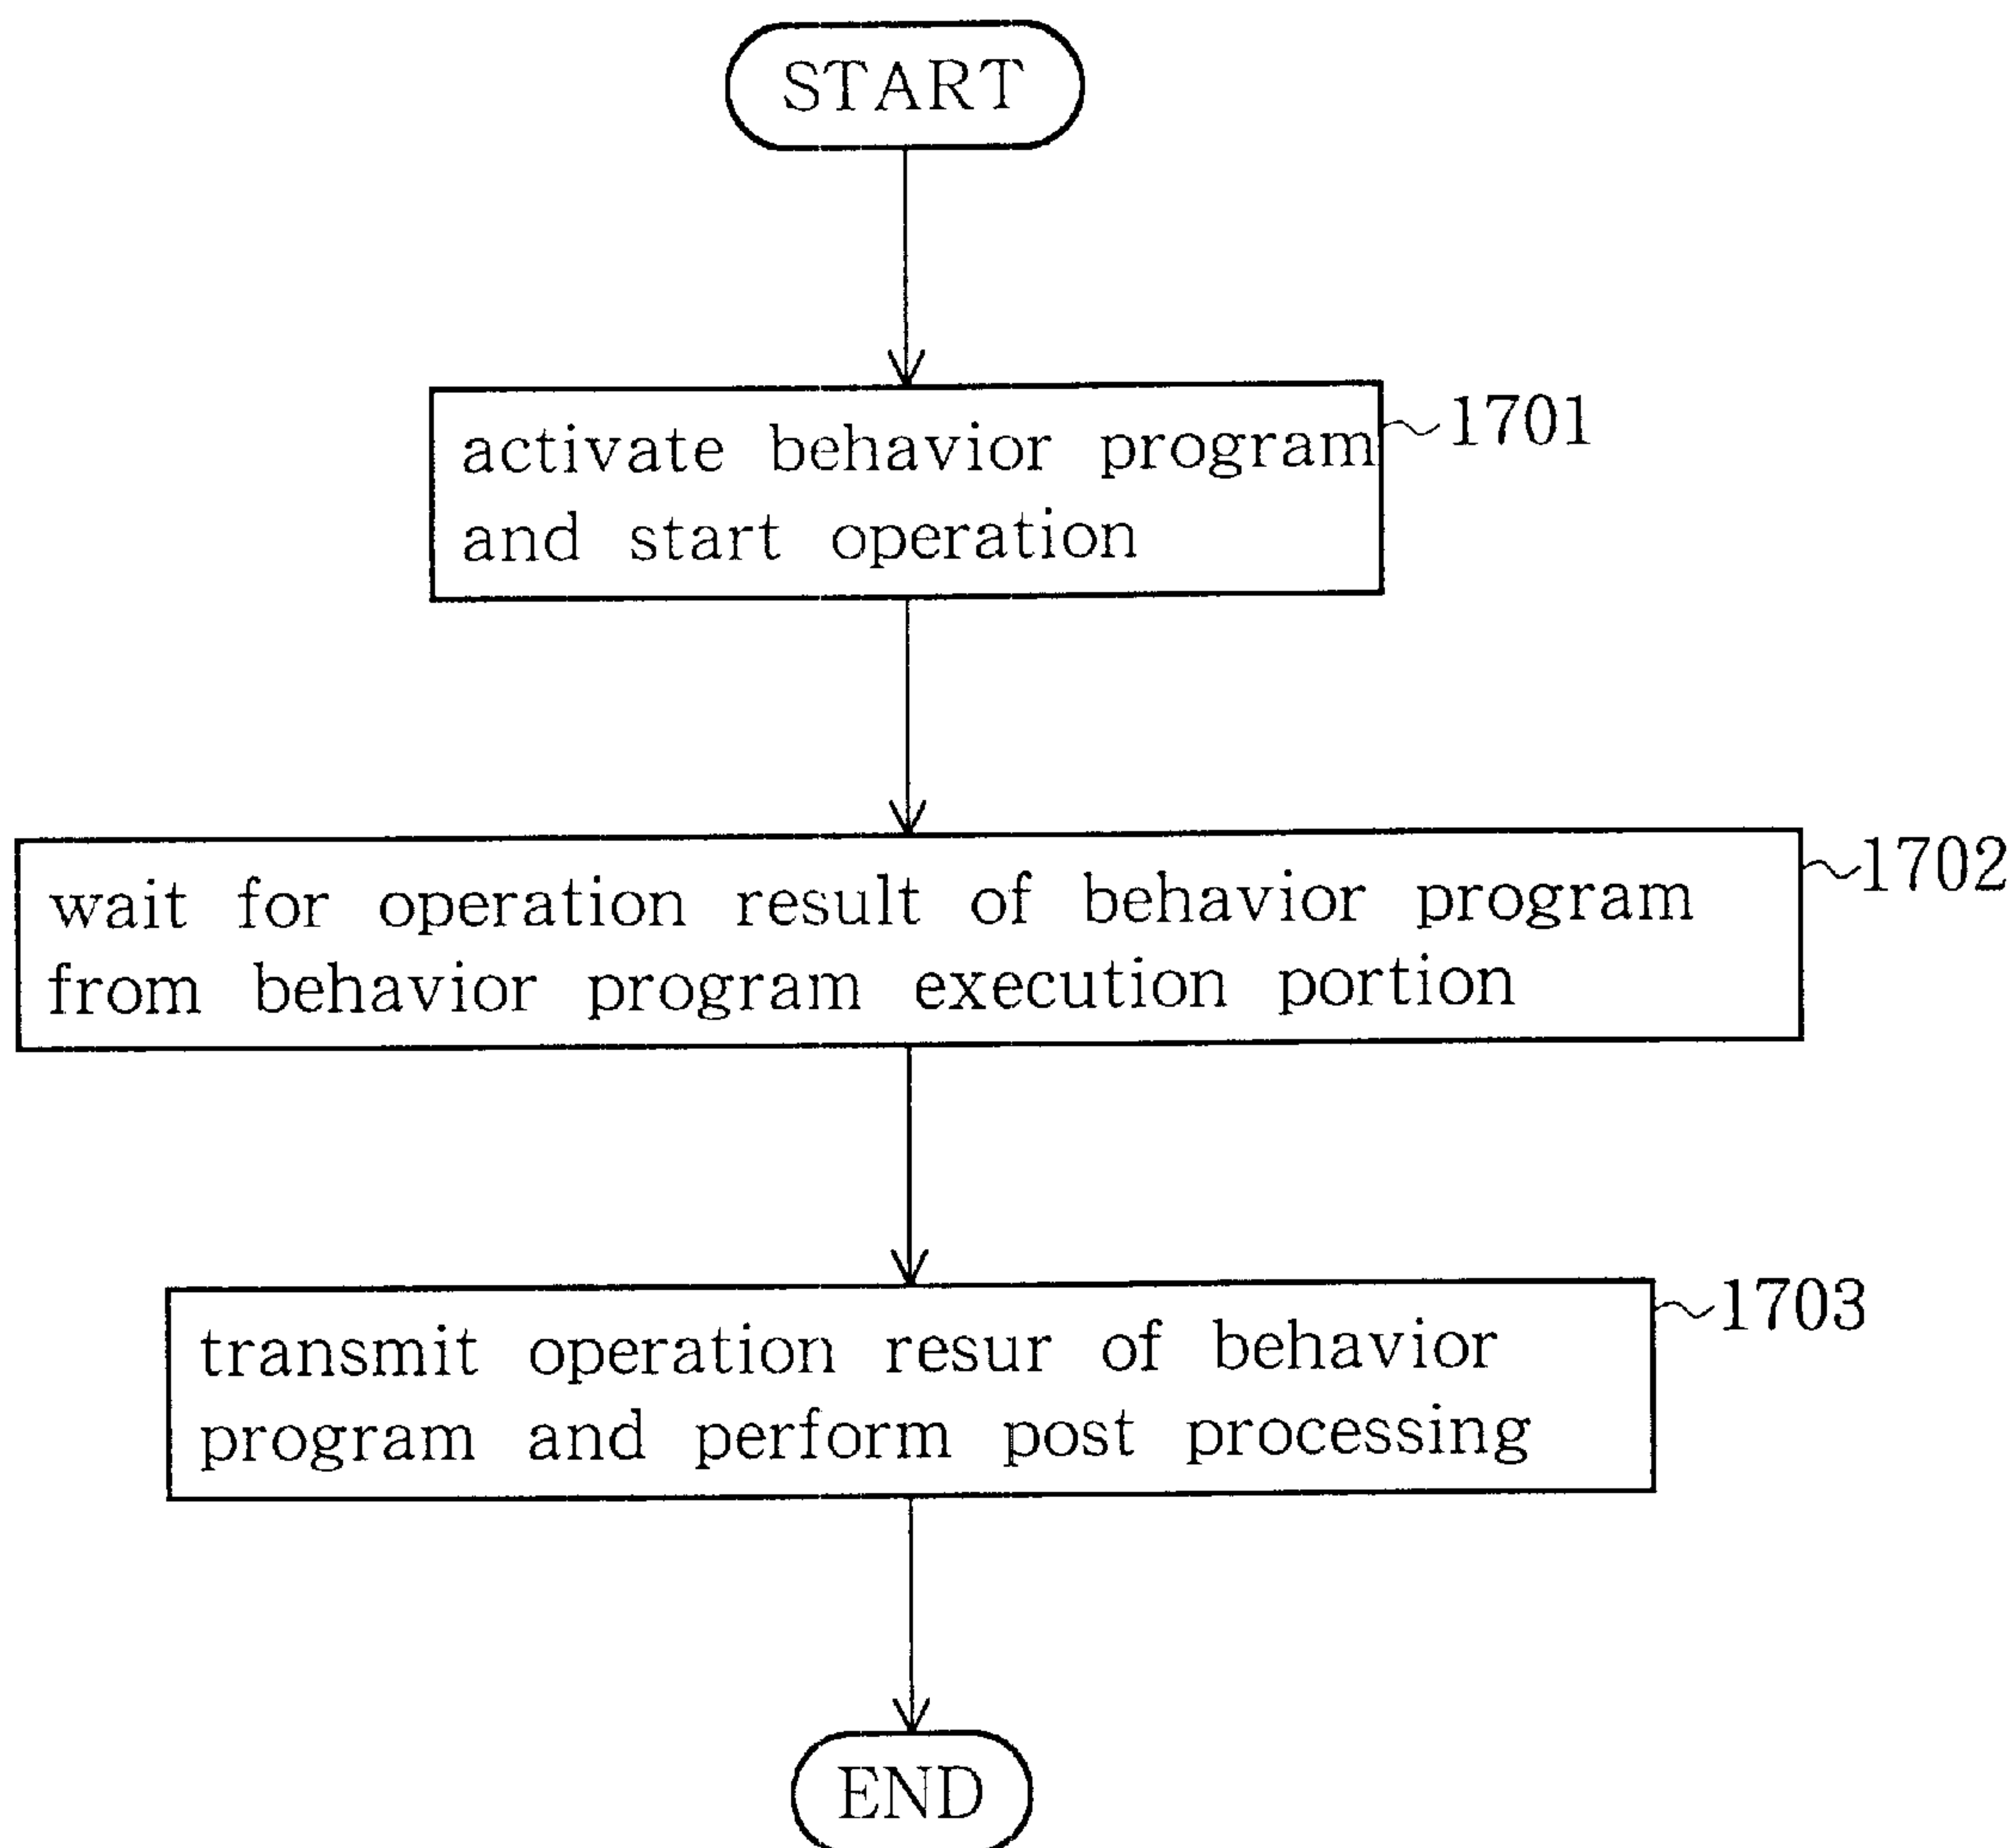 START
activate behavior program
and start operation
1701
wait for operation result of behavior program
from behavior program execution portion
1702
transmit operation resur of behavior
program and perform post processing
1703
END